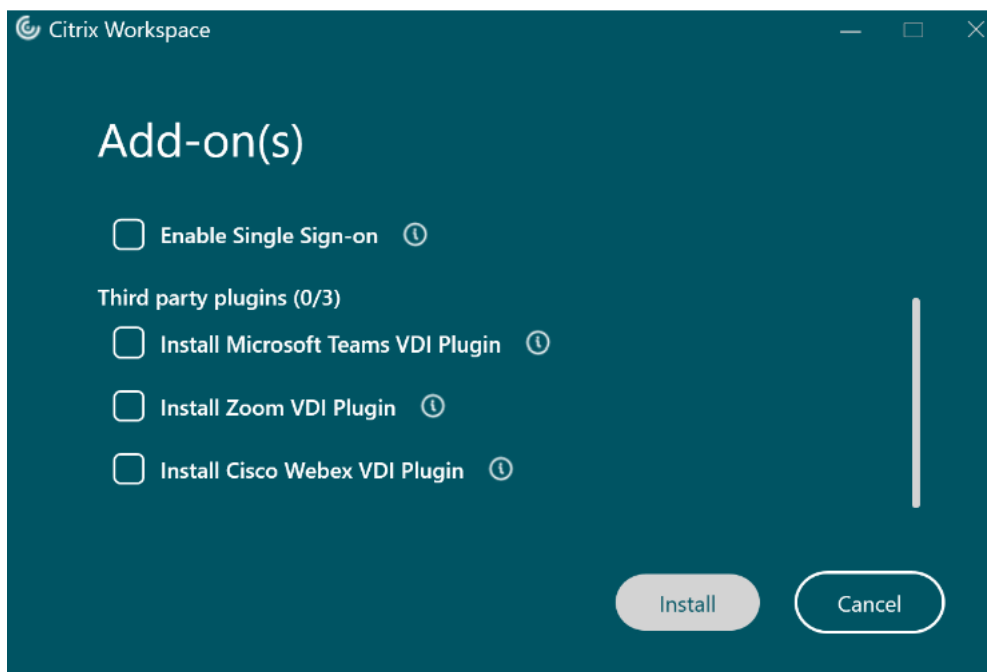 Citrix Workspace
Add-on(s)
Enable Single Sign-on
Third party plugins (0/3)
Install Microsoft Teams VDI Plugin
Install Zoom VDI Plugin
Install Cisco Webex VDI Plugin
Install Cancel